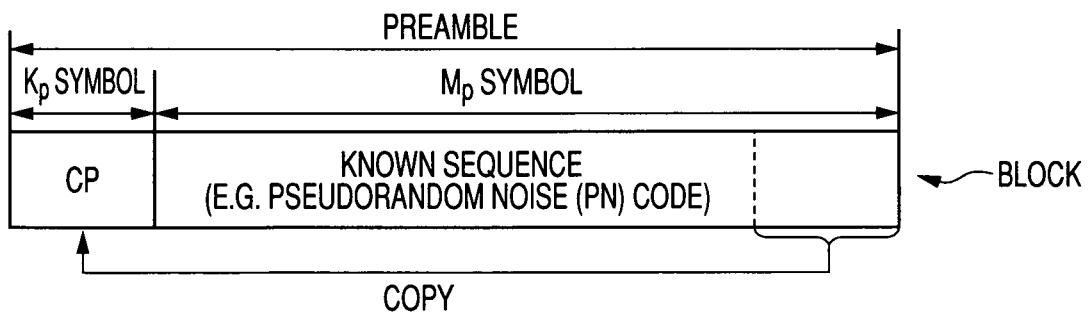 PREAMBLE
Kp SYMBOL
Mp SYMBOL
CP
KNOWN SEQUENCE
(E.G. PSEUDORANDOM NOISE (PN) CODE)
BLOCK
COPY